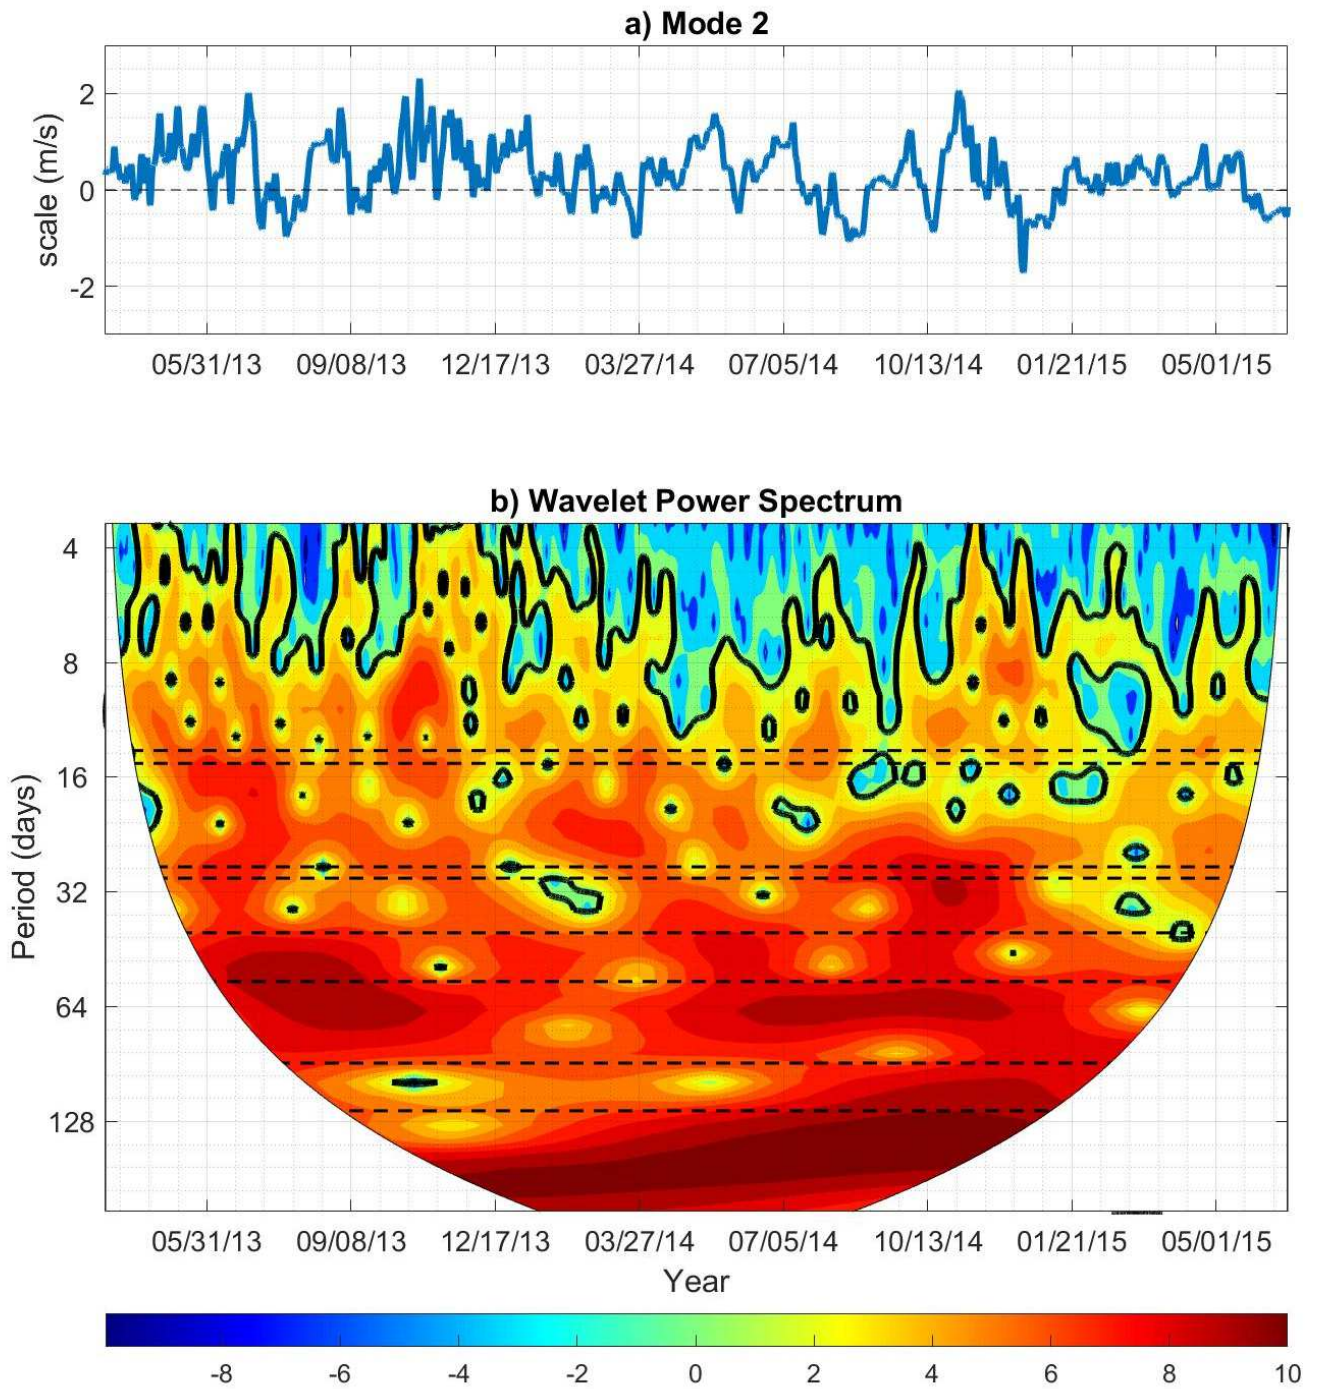 a) Mode 2
scale (m/s)
2
0
-2
05/31/13 09/08/13 12/17/13 03/27/14 07/05/14 10/13/14 01/21/15 05/01/15
b) Wavelet Power Spectrum
Period (days)
4
8
16
32
64
128
05/31/13 09/08/13 12/17/13 03/27/14 07/05/14 10/13/14 01/21/15 05/01/15
Year
-8 -6 -4 -2 0 2 4 6 8 10